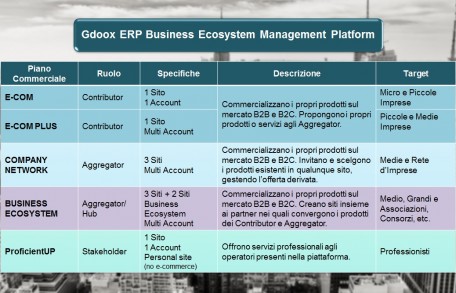 Gdoox ERP Business Ecosystem Management Platform
Piano
Commerciale
Ruolo
Specifiche
Descrizione
Target
E-COM
Contributor
1 Sito
1 Account
Commercializzano i propri prodotti sul
mercato B2B e B2C. Propongono i propri
prodotti o servizi agli Aggregator.
Micro e Piccole
Imprese
E-COM PLUS
Contributor
1 Sito
Multi Account
Piccole e Medie
Imprese
COMPANY
NETWORK
Aggregator
3 Siti
Multi Account
Commercializzano i propri prodotti sul
mercato B2B e B2C. Invitano e scelgono
i prodotti esistenti in qualunque sito,
gestendo l'offerta derivata.
Medie e Rete
d'Imprese
BUSINESS
ECOSYSTEM
Aggregator/
Hub
3 Siti + 2 Siti
Business
Ecosystem
Multi Account
Commercializzano i propri prodotti sul
mercato B2B e B2C. Creano siti insieme
ai partner nei quali convergono i prodotti
dei Contributor e Aggregator.
Medio, Grandi e
Associazioni,
Consorzi, etc.
ProficientUP
Stakeholder
1 Sito
1 Account
Personal site
(no e-commerce)
Offrono servizi professionali agli
operatori presenti nella piattaforma.
Professionisti